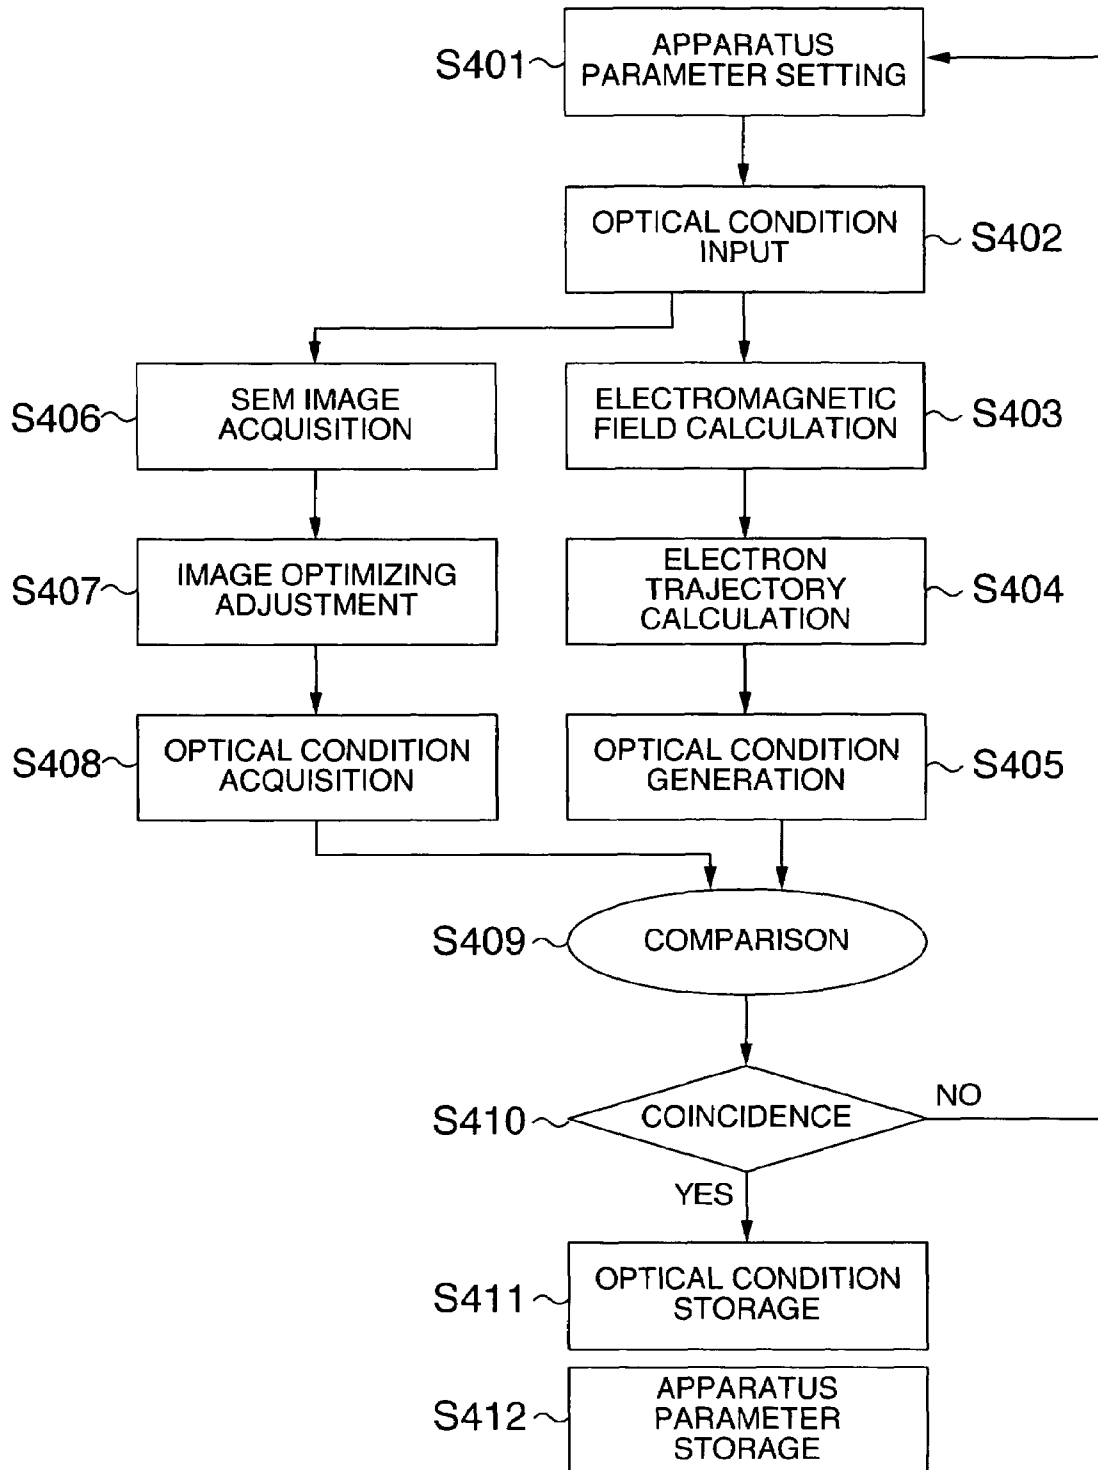 S401
APPARATUS
PARAMETER SETTING
OPTICAL CONDITION
INPUT
S402
S406
SEM IMAGE
ACQUISITION
ELECTROMAGNETIC
FIELD CALCULATION
S403
S407
IMAGE OPTIMIZING
ADJUSTMENT
ELECTRON
TRAJECTORY
CALCULATION
S404
S408
OPTICAL CONDITION
ACQUISITION
OPTICAL CONDITION
GENERATION
S405
S409
COMPARISON
S410
COINCIDENCE
NO
YES
S411
OPTICAL CONDITION
STORAGE
S412
APPARATUS
PARAMETER
STORAGE